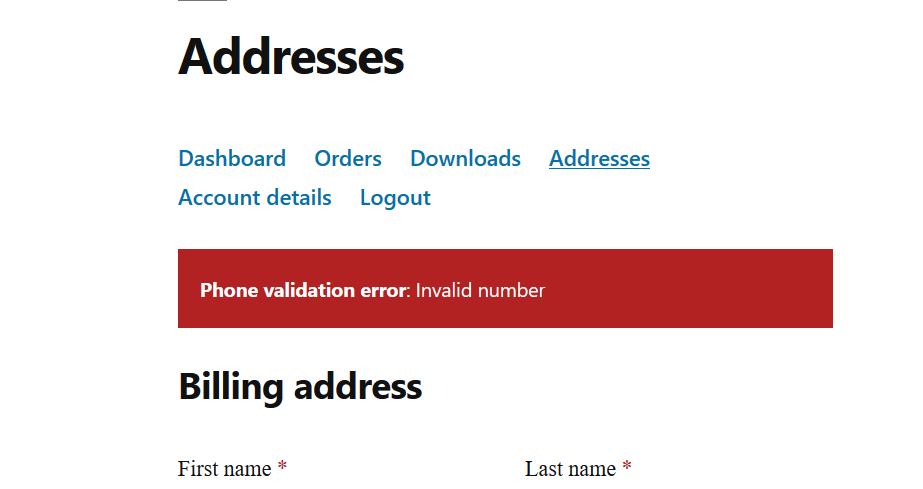 Addresses
Dashboard Orders Downloads Addresses
Account details Logout
Phone validation error: Invalid number
Billing address
First name * Last name *